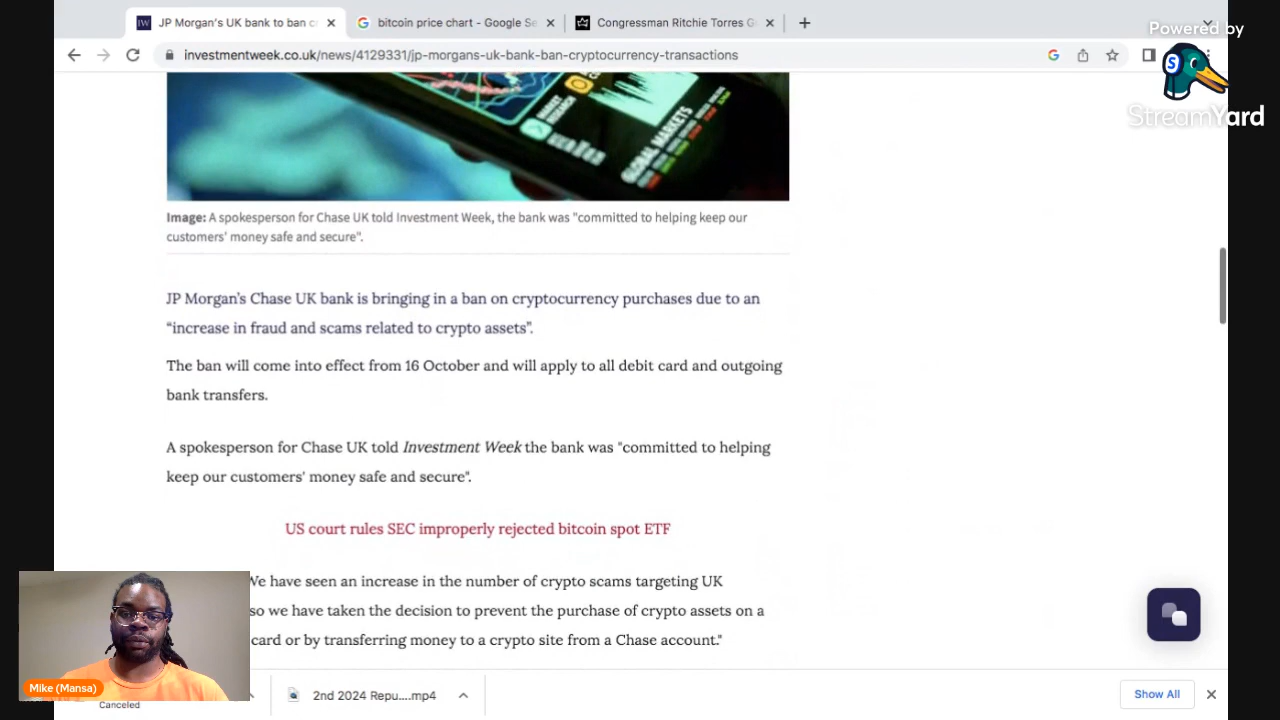 JP Morgan's UK bank to ban c
bitcoin price chart - Google Se
Congressman Ritchie Torres G
Powered by
investmentweek.co.uk/news/4129331/jp-morgans-uk-bank-ban-cryptocurrency-transactions
S
StreamYard
MARKET RESEARCH
GLOBAL MARKETS
Image: A spokesperson for Chase UK told Investment Week, the bank was "committed to helping keep our
customers' money safe and secure".
JP Morgan's Chase UK bank is bringing in a ban on cryptocurrency purchases due to an
“increase in fraud and scams related to crypto assets”.
The ban will come into effect from 16 October and will apply to all debit card and outgoing
bank transfers.
A spokesperson for Chase UK told Investment Week the bank was "committed to helping
keep our customers' money safe and secure".
US court rules SEC improperly rejected bitcoin spot ETF
We have seen an increase in the number of crypto scams targeting UK
so we have taken the decision to prevent the purchase of crypto assets on a
card or by transferring money to a crypto site from a Chase account."
Mike (Mansa)
Canceled
2nd 2024 Repu....mp4
Show All